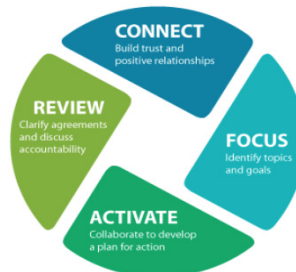 CONNECT
Build trust and
positive relationships
FOCUS
Identify topics
and goals
ACTIVATE
Collaborate to develop
a plan for action
REVIEW
Clarify agreements
and discuss
accountability